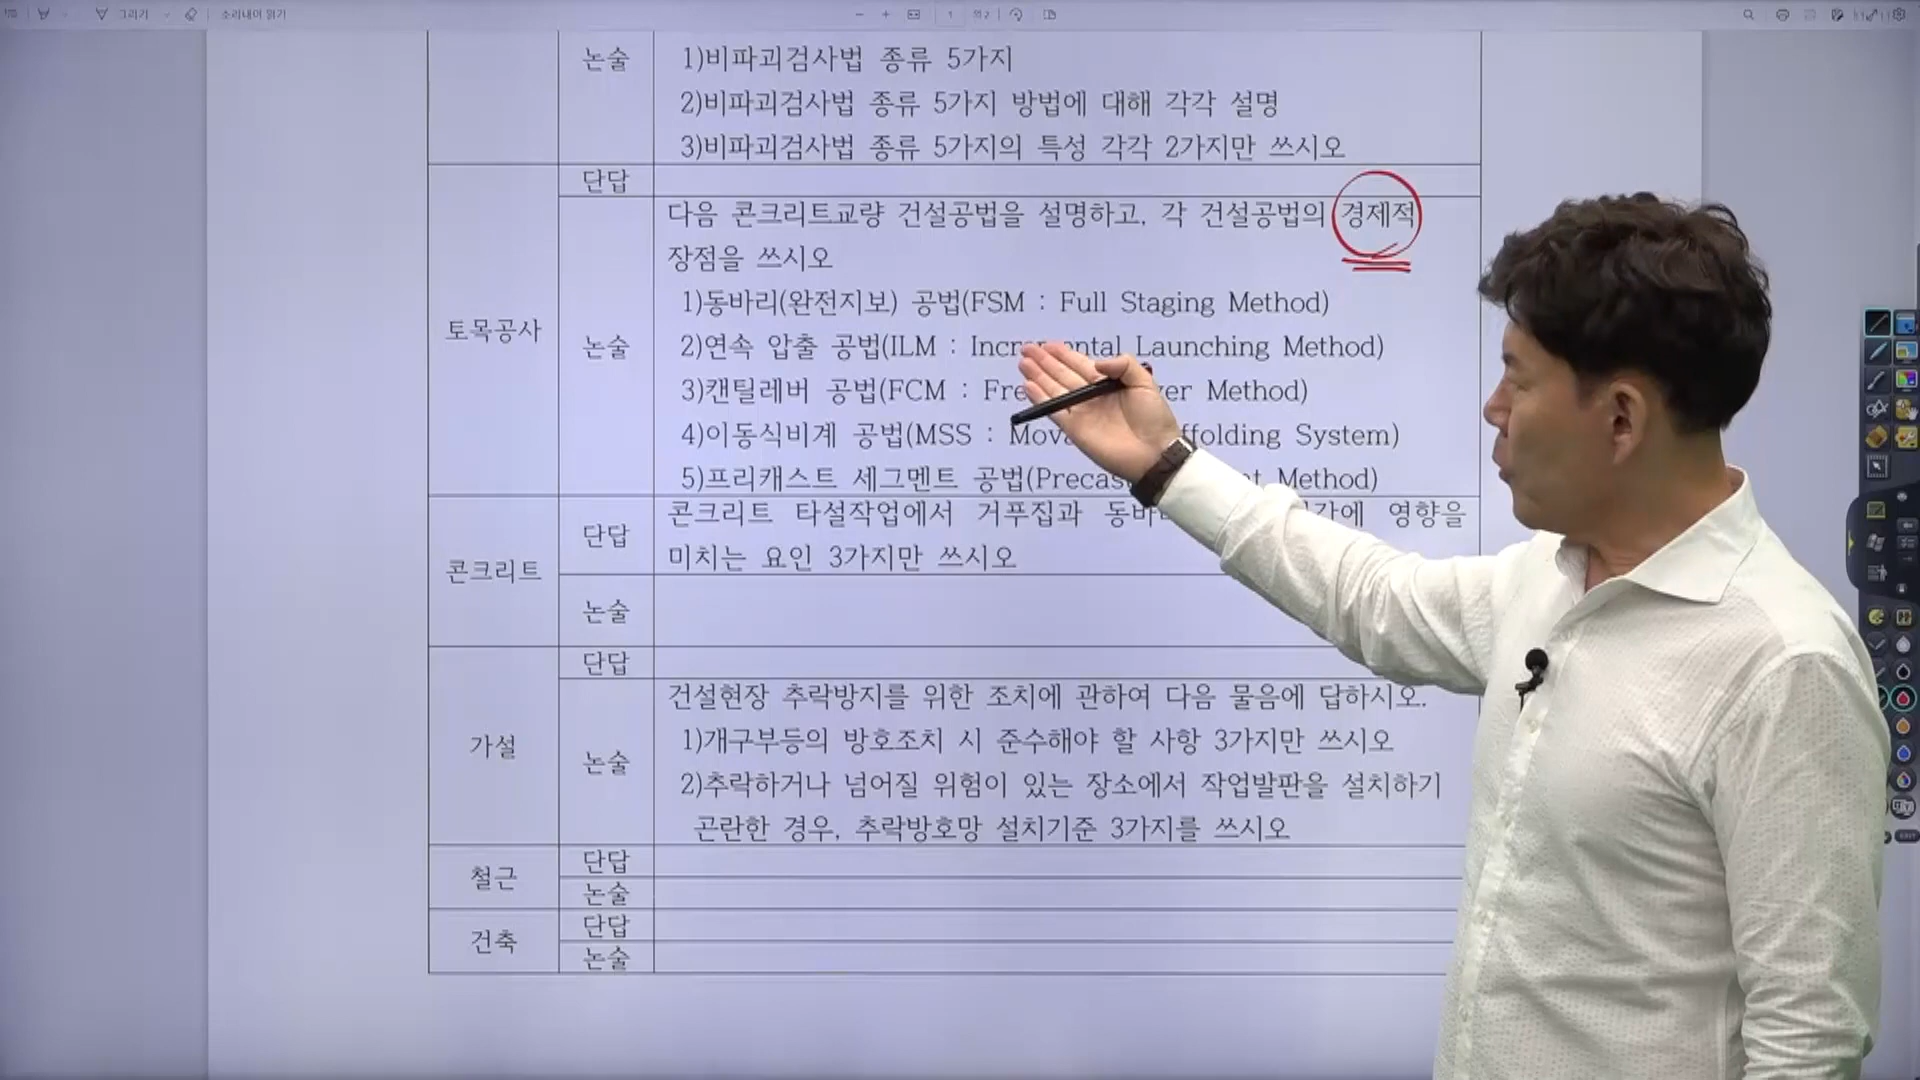 그리기
소리내어 읽기
1
논술
1)비파괴검사법 종류 5가지
2)비파괴검사법 종류 5가지 방법에 대해 각각 설명
3)비파괴검사법 종류 5가지의 특성 각각 2가지만 쓰시오
토목공사
단답
논술
다음 콘크리트교량 건설공법을 설명하고, 각 건설공법의 경제적
장점을 쓰시오
1)동바리(완전지보) 공법(FSM : Full Staging Method)
2)연속 압출 공법(ILM : Launching Method)
3)캔틸레버 공법(FCM : Method)
4)이동식비계 공법(MSS : System)
5)프리캐스트 세그멘트 공법( Method)
콘크리트
단답
콘크리트 타설작업에서 거푸집과 영향을
미치는 요인 3가지만 쓰시오
논술
가설
단답
논술
건설현장 추락방지를 위한 조치에 관하여 다음 물음에 답하시오.
1)개구부등의 방호조치 시 준수해야 할 사항 3가지만 쓰시오
2)추락하거나 넘어질 위험이 있는 장소에서 작업발판을 설치하기
곤란한 경우, 추락방호망 설치기준 3가지를 쓰시오
철근
단답
논술
건축
단답
논술